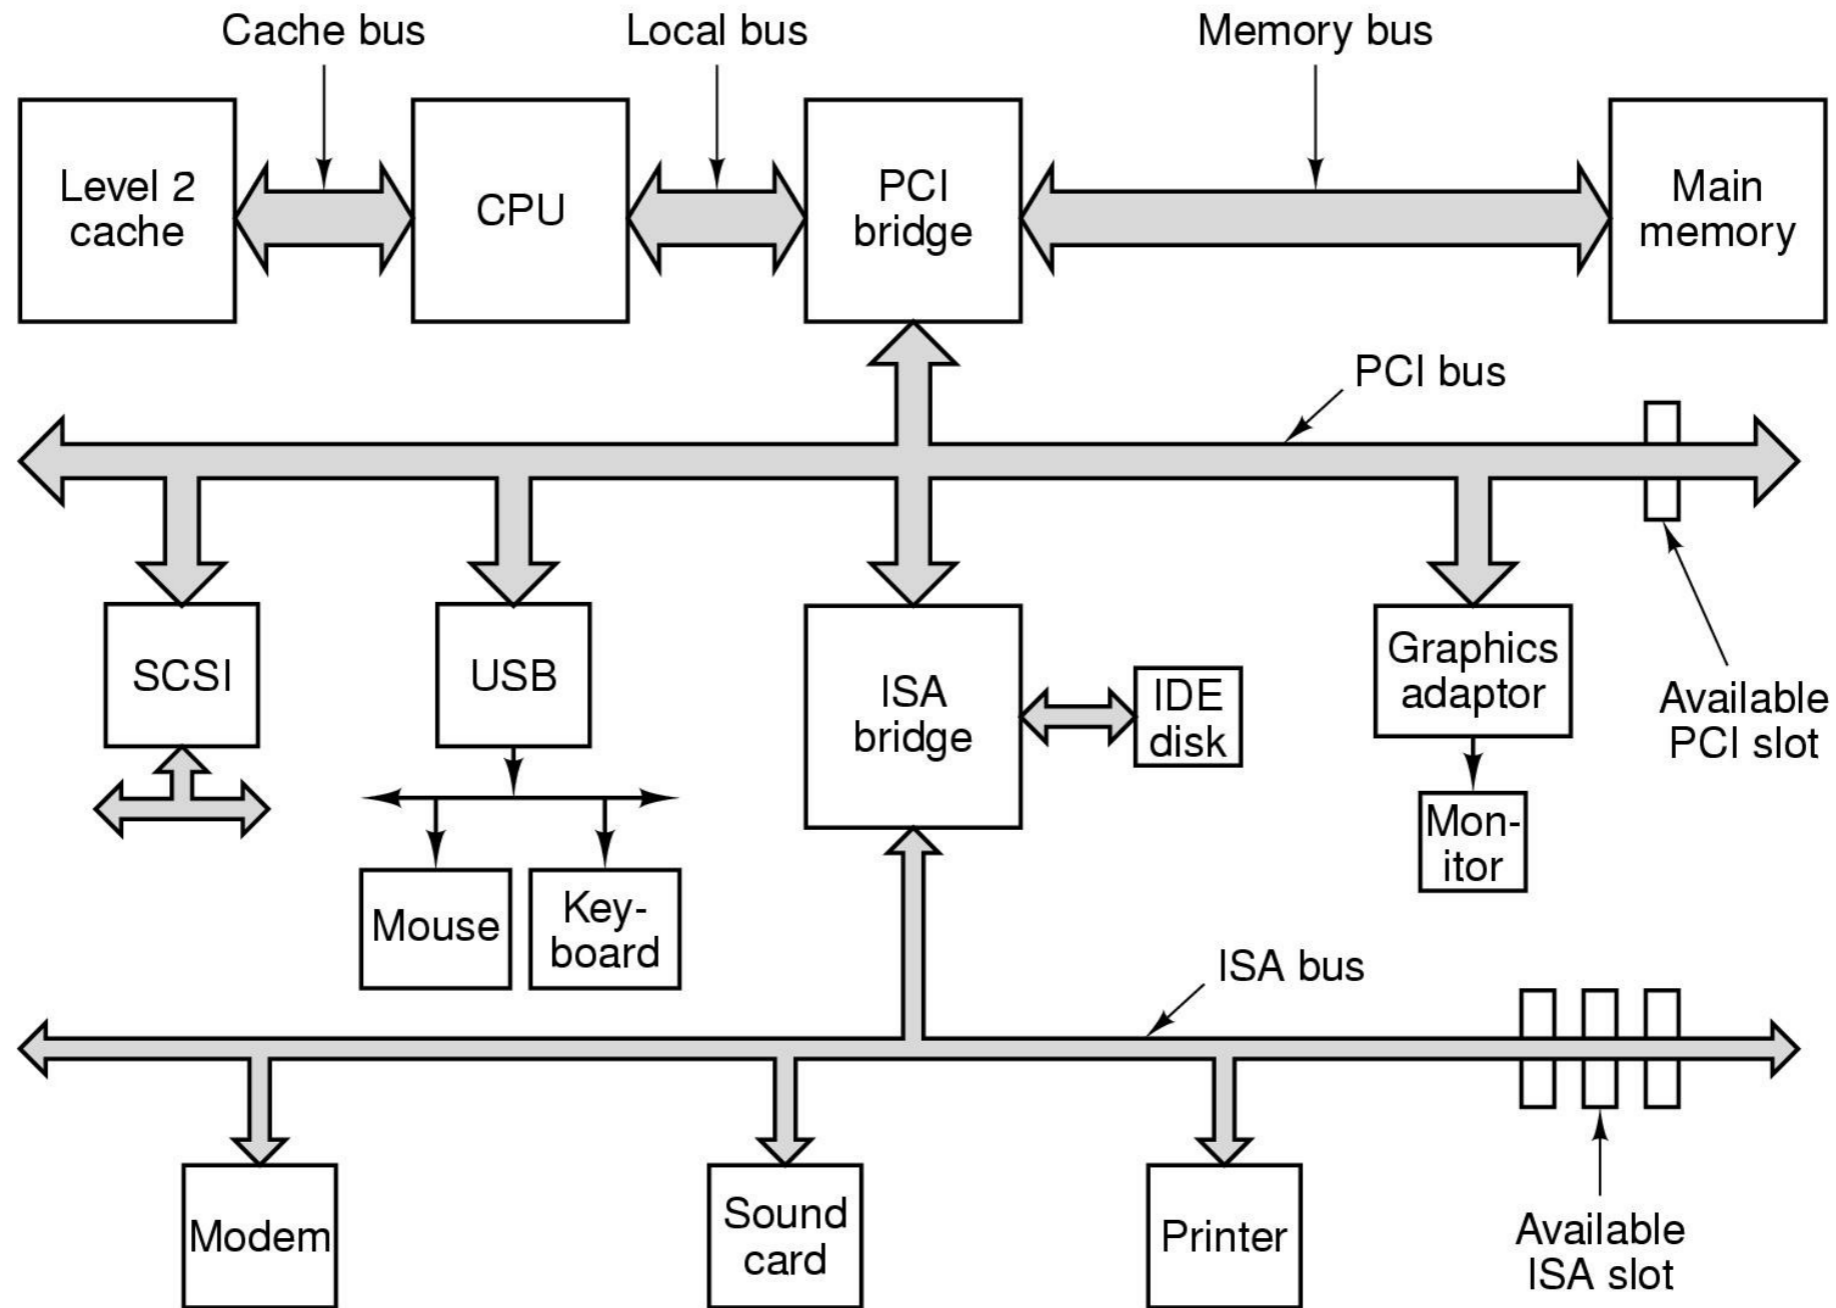 Cache bus
Local bus
Memory bus
Level 2
cache
CPU
PCI
bridge
Main
memory
PCI bus
SCSI
USB
ISA
bridge
IDE
disk
Graphics
adaptor
Available
PCI slot
Mon-
itor
Mouse
Key-
board
ISA bus
Modem
Sound
card
Printer
Available
ISA slot